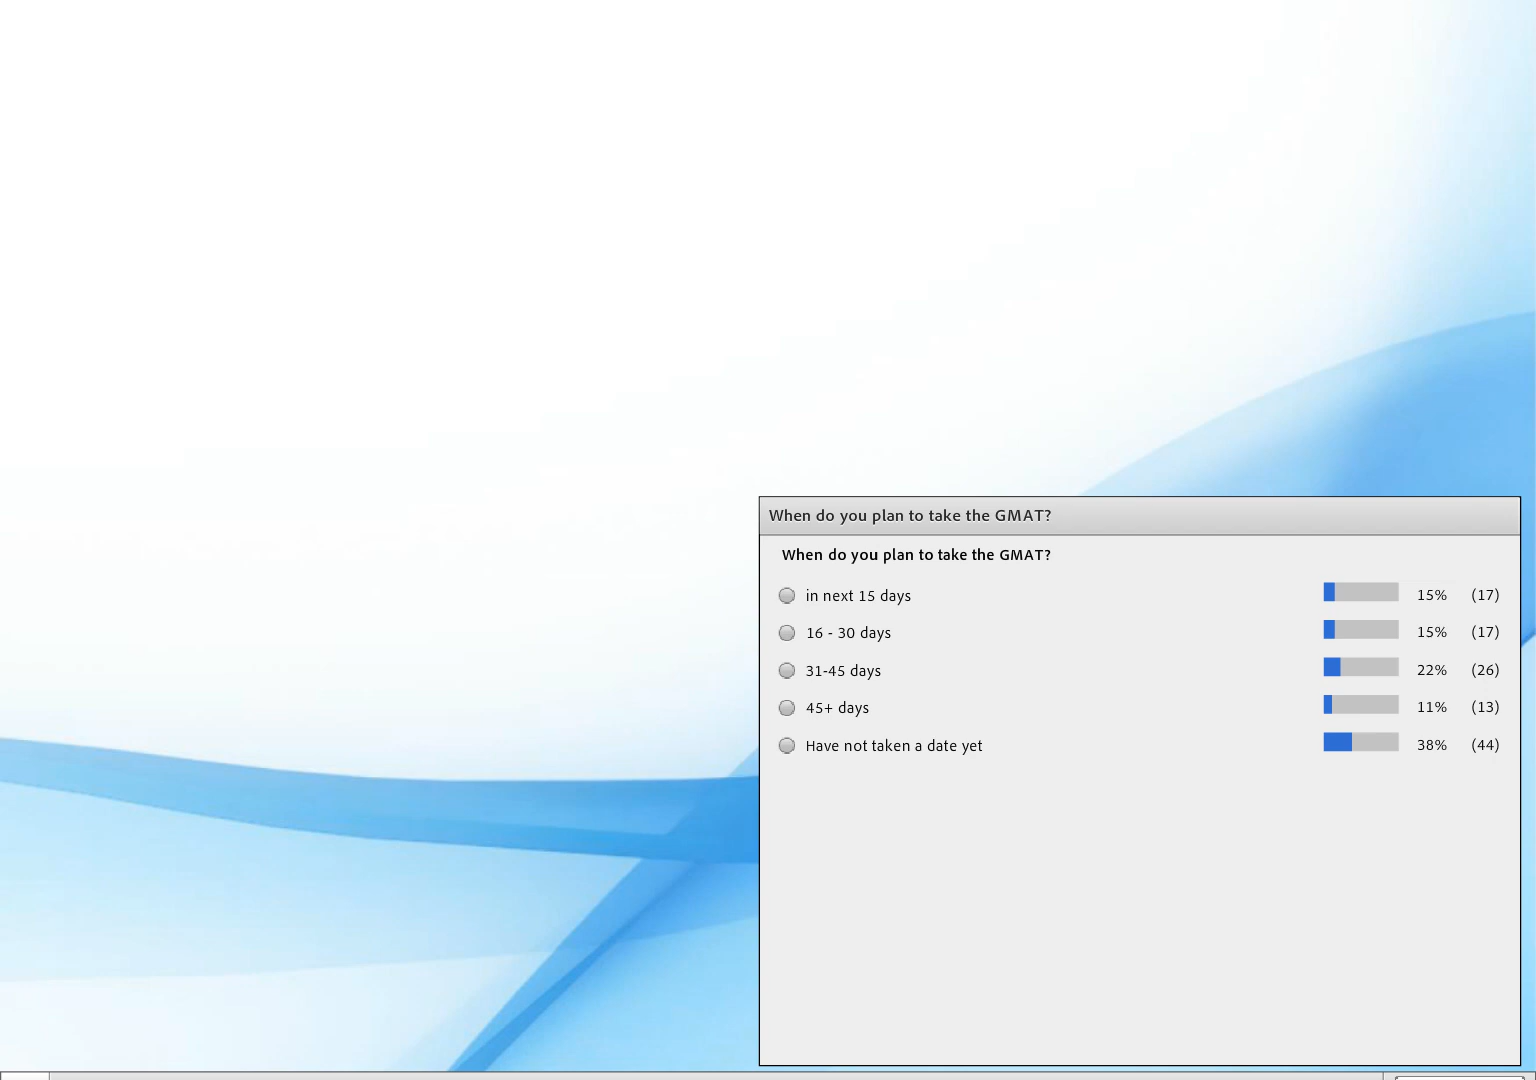 When do you plan to take the GMAT?
When do you plan to take the GMAT?
in next 15 days 15% (17)
16 - 30 days 15% (17)
31-45 days 22% (26)
45+ days 11% (13)
Have not taken a date yet 38% (44)